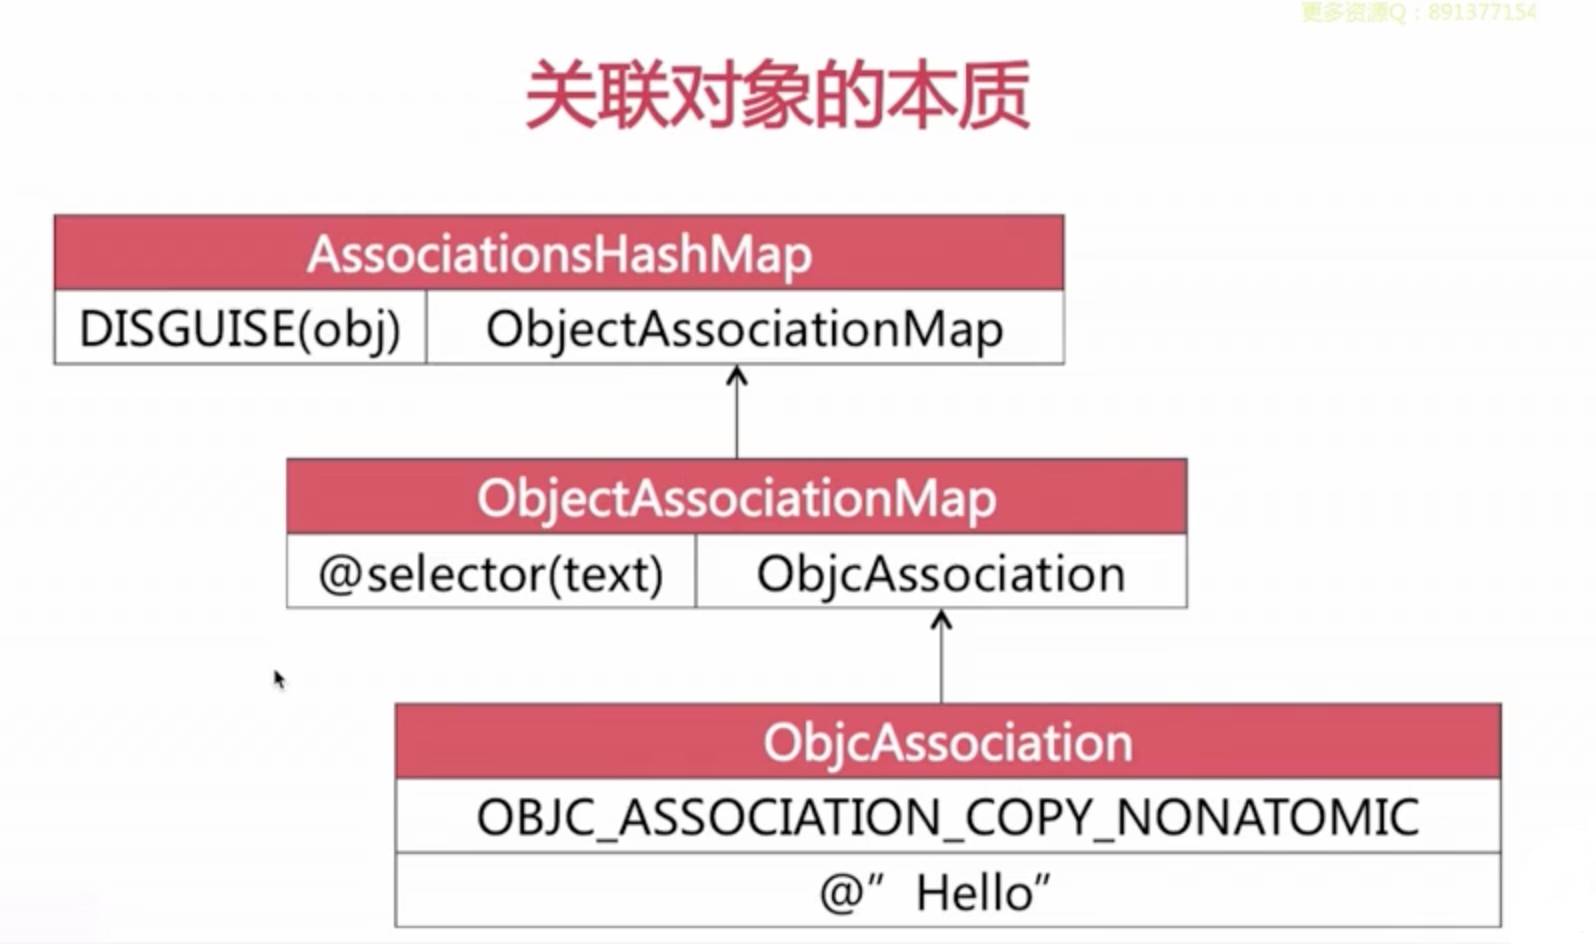 更多资源Q：891377154
关联对象的本质
AssociationsHashMap
DISGUISE(obj) ObjectAssociationMap
ObjectAssociationMap
@selector(text) ObjcAssociation
ObjcAssociation
OBJC_ASSOCIATION_COPY_NONATOMIC
@” Hello”